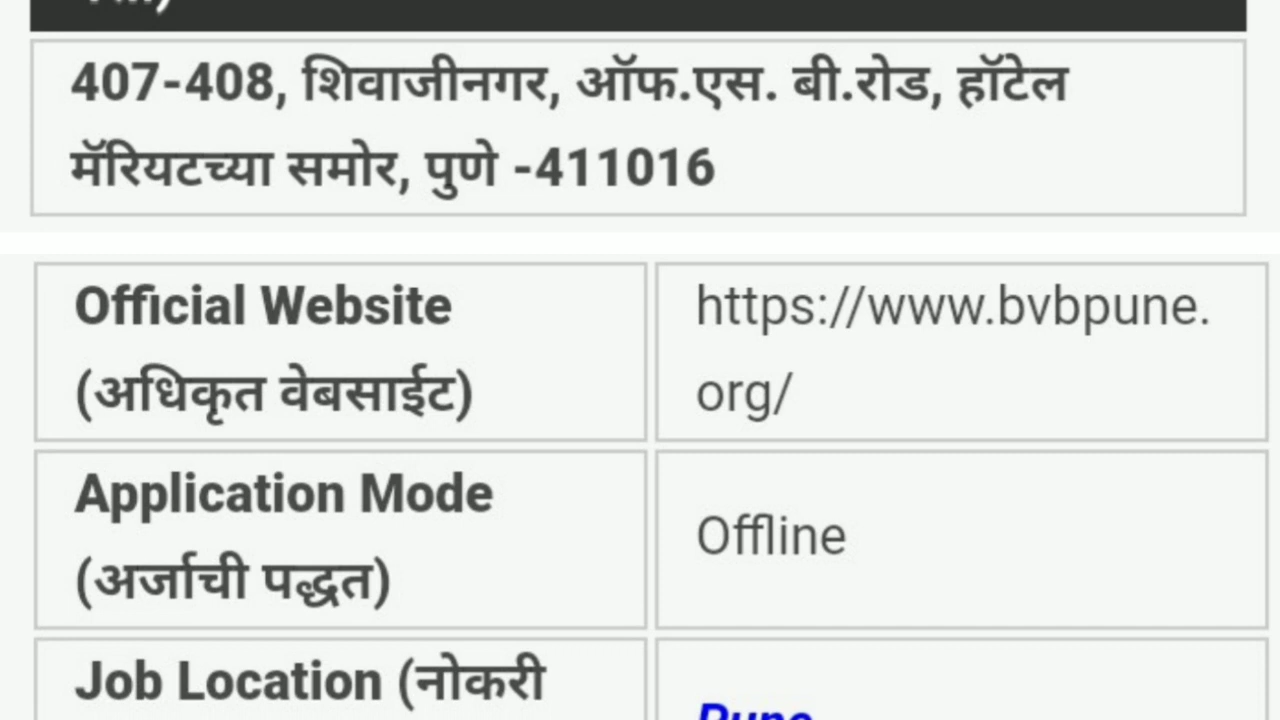 407-408, शिवाजीनगर, ऑफ.एस. बी.रोड, हॉटेल
मॅरियटच्या समोर, पुणे -411016
Official Website
(अधिकृत वेबसाईट)
https://www.bvbpune.
org/
Application Mode
(अर्जाची पद्धत)
Offline
Job Location (नोकरी
Pune